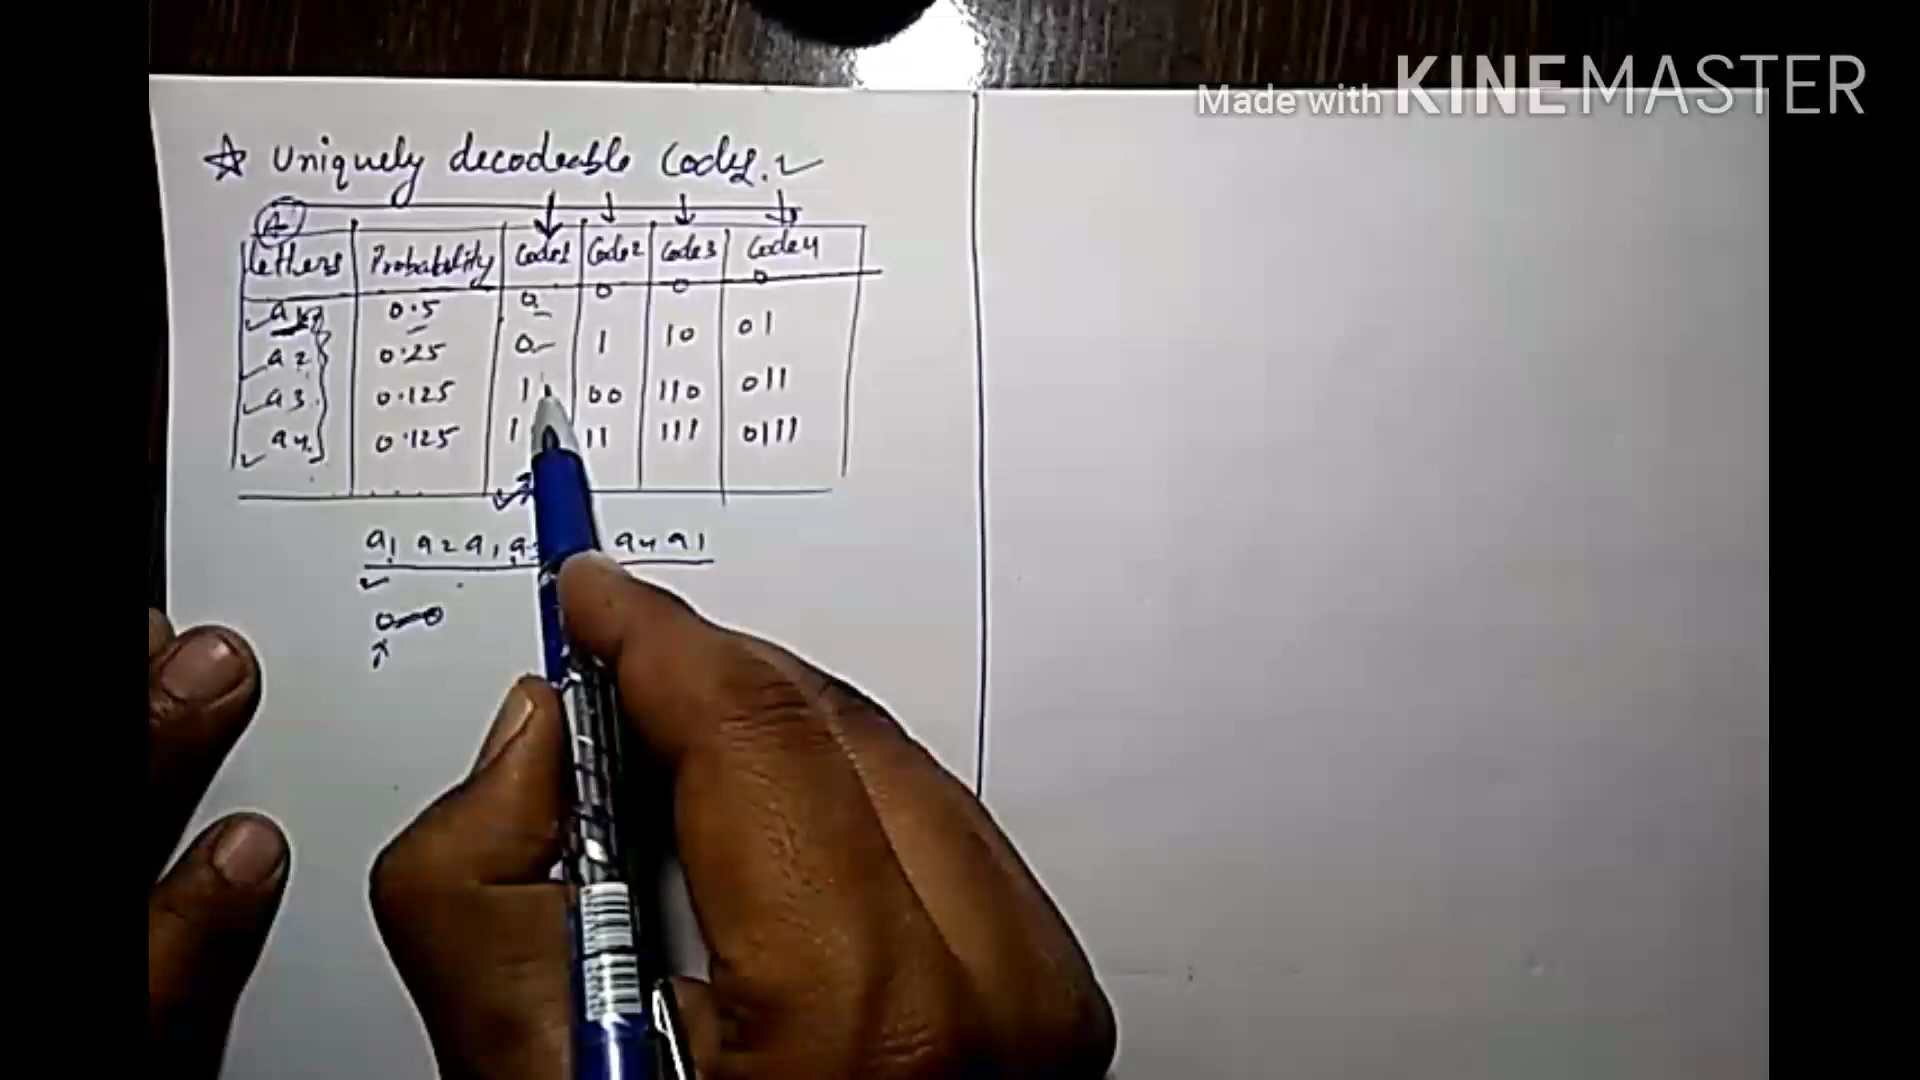 Made with KINEMASTER
☆ Uniquely decodeable Codes.
A
Letters Probability Code1 Code2 Code3 Code4
a1 0.5 0 0 0 0
a2 0.25 0 1 10 01
a3 0.125 1 00 110 011
a4 0.125 1 11 111 0111
a1 a2 a1 a4 a1
0 0